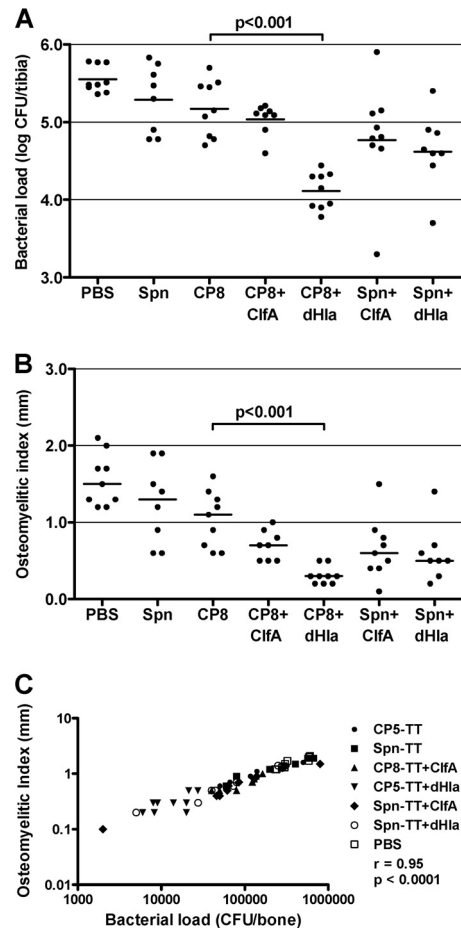 A
p<0.001
Bacterial load (log CFU/tibia)
6.0
5.0
4.0
3.0
PBS Spn CP8 CP8+ CP8+ Spn+ Spn+
ClfA dHla ClfA dHla
B
p<0.001
Osteomyelitic index (mm)
3.0
2.0
1.0
0.0
PBS Spn CP8 CP8+ CP8+ Spn+ Spn+
ClfA dHla ClfA dHla
C
Osteomyelitic Index (mm)
10
1
0.1
0.01
1000 10000 100000 1000000
Bacterial load (CFU/bone)
CP5-TT
Spn-TT
CP8-TT+ClfA
CP5-TT+dHla
Spn-TT+ClfA
Spn-TT+dHla
PBS
r = 0.95
p < 0.0001